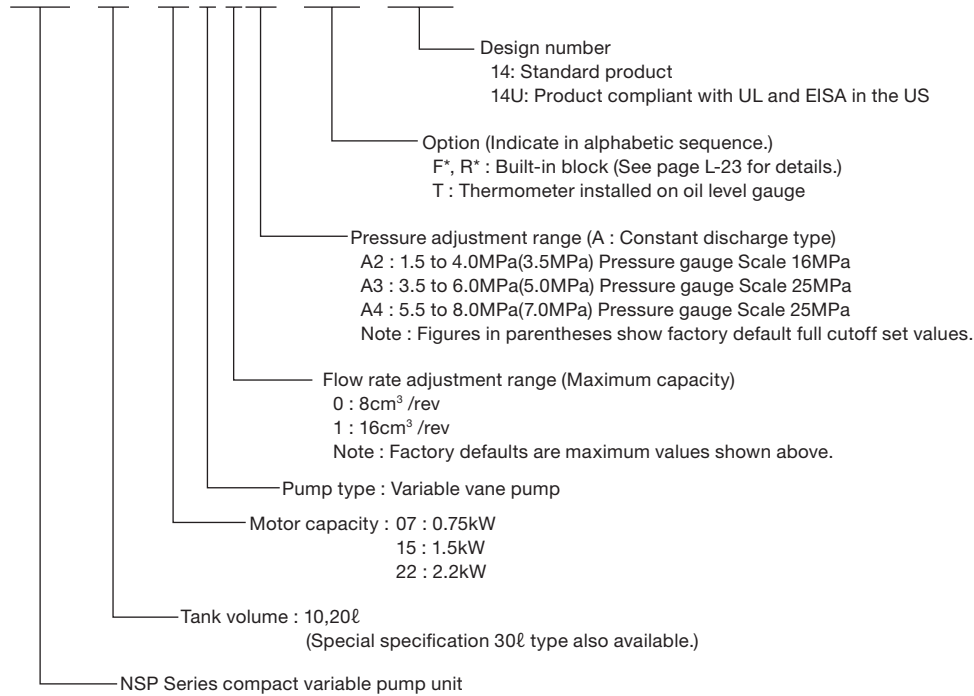 Design number
14: Standard product
14U: Product compliant with UL and EISA in the US
Option (Indicate in alphabetic sequence.)
F*, R* : Built-in block (See page L-23 for details.)
T : Thermometer installed on oil level gauge
Pressure adjustment range (A : Constant discharge type)
A2 : 1.5 to 4.0MPa(3.5MPa) Pressure gauge Scale 16MPa
A3 : 3.5 to 6.0MPa(5.0MPa) Pressure gauge Scale 25MPa
A4 : 5.5 to 8.0MPa(7.0MPa) Pressure gauge Scale 25MPa
Note : Figures in parentheses show factory default full cutoff set values.
Flow rate adjustment range (Maximum capacity)
0 : 8cm³ /rev
1 : 16cm³ /rev
Note : Factory defaults are maximum values shown above.
Pump type : Variable vane pump
Motor capacity : 07 : 0.75kW
15 : 1.5kW
22 : 2.2kW
Tank volume : 10,20ℓ
(Special specification 30ℓ type also available.)
NSP Series compact variable pump unit